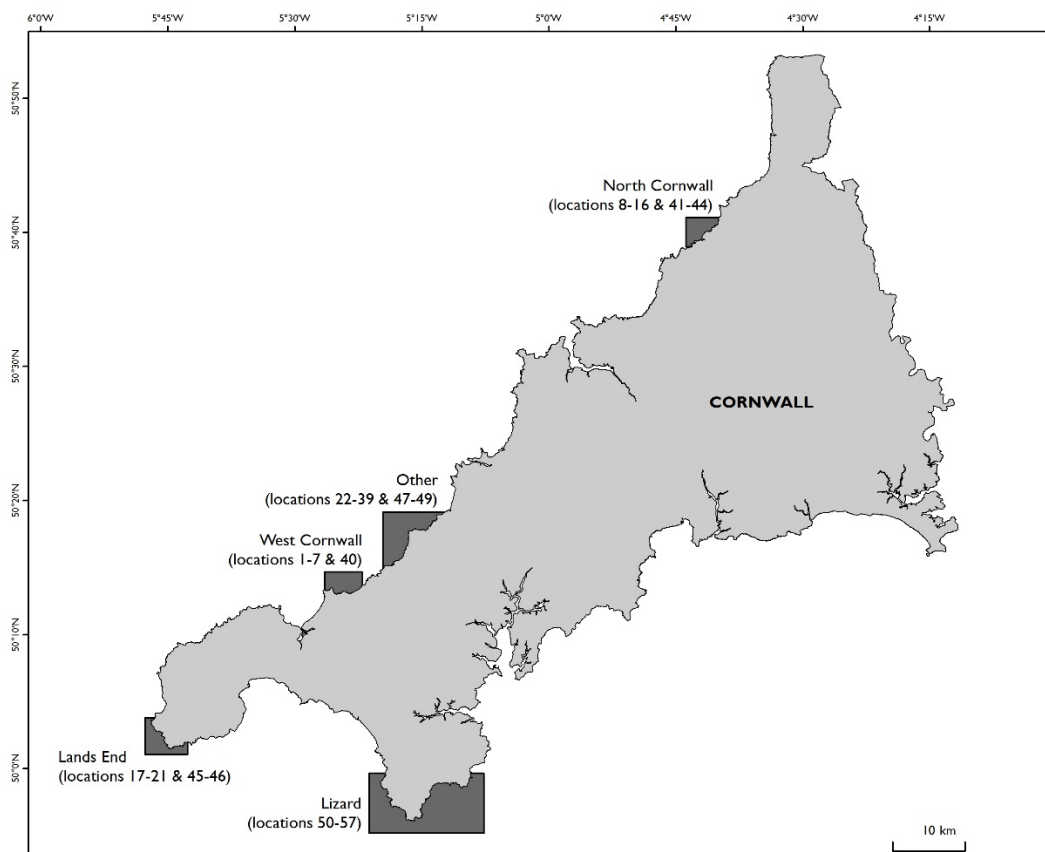 6°0'W 5°45'W 5°30'W 5°15'W 5°0'W 4°45'W 4°30'W 4°15'W
50°50'N
North Cornwall
(locations 8-16 & 41-44)
50°40'N
50°30'N
CORNWALL
Other
(locations 22-39 & 47-49)
50°20'N
West Cornwall
(locations 1-7 & 40)
50°10'N
Lands End
(locations 17-21 & 45-46)
50°0'N
Lizard
(locations 50-57)
10 km